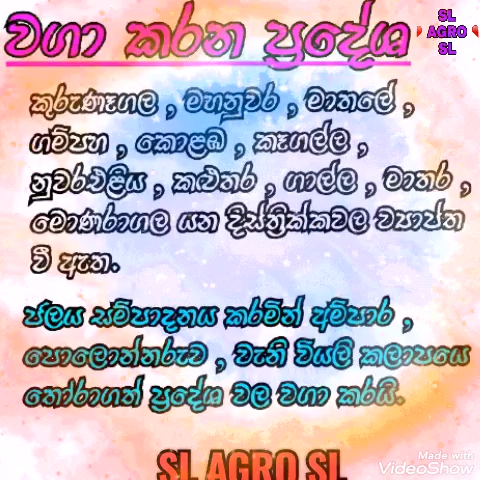 වගා කරන ප්‍රදේශ
SL
AGRO
SL
කුරුණෑගල , මහනුවර , මාතලේ ,
ගම්පහ , කොළඹ , කෑගල්ල ,
නුවරඑළිය , කළුතර , ගාල්ල , මාතර ,
මොණරාගල යන දිස්ත්‍රික්කවල ව්‍යාප්ත
වී ඇත.
ජලය සම්පාදනය කරමින් අම්පාර ,
පොලොන්නරුව , වැනි වියලි කලාපයෙ
තෝරාගත් ප්‍රදේශ වල වගා කරයි.
SL AGRO SL
Made with
VideoShow